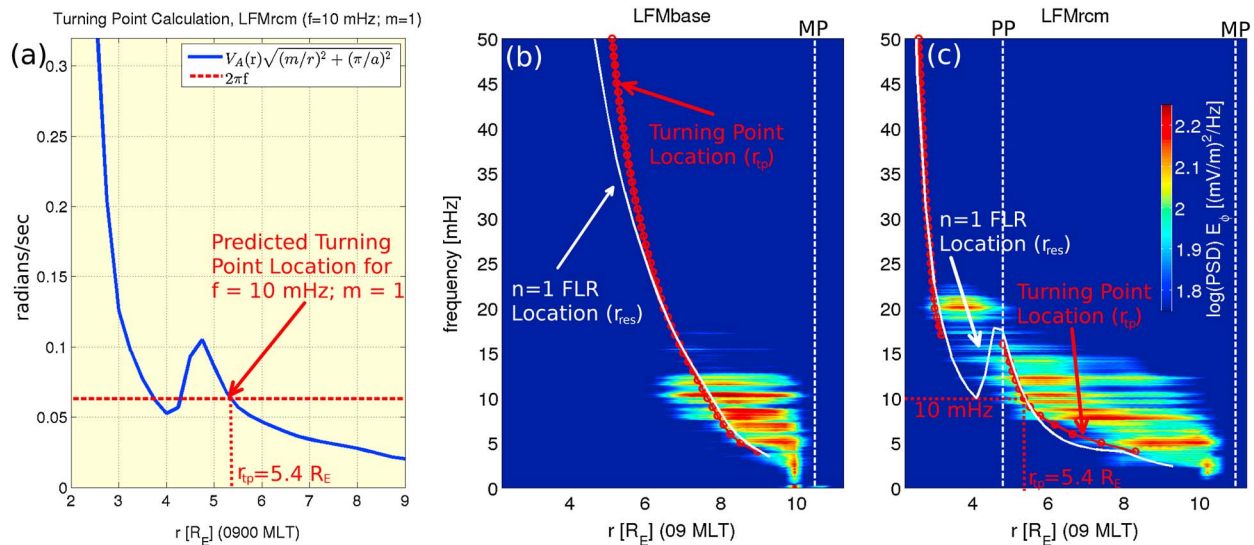 Turning Point Calculation, LFMrcm (f=10 mHz; m=1)
(a)
V_A(r)√((m/r)² + (π/a)²)
2πf
0.3
0.25
0.2
0.15
0.1
0.05
0
radians/sec
Predicted Turning
Point Location for
f = 10 mHz; m = 1
r_tp=5.4 R_E
2 3 4 5 6 7 8 9
r [R_E] (0900 MLT)
LFMbase
MP
(b)
50
45
40
35
30
25
20
15
10
5
0
frequency [mHz]
Turning Point
Location (r_tp)
n=1 FLR
Location (r_res)
4 6 8 10
r [R_E] (09 MLT)
LFMrcm
PP
MP
(c)
50
45
40
35
30
25
20
15
10
5
0
n=1 FLR
Location (r_res)
Turning Point
Location (r_tp)
10 mHz
r_tp=5.4 R_E
2.2
2.1
2
1.9
1.8
log(PSD) E_ϕ [(mV/m)²/Hz]
4 6 8 10
r [R_E] (09 MLT)